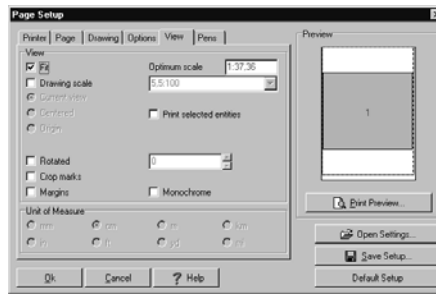 Page Setup
Printer Page Drawing Options View Pens
View
Fit Optimum scale 1:37,36
Drawing scale 5,5:100
Current view
Centered Print selected entities
Origin
Rotated 0
Crop marks
Margins Monochrome
Unit of Measure
mm cm m km
in ft yd mi
Ok Cancel ? Help
Preview
1
Print Preview...
Open Settings...
Save Setup...
Default Setup